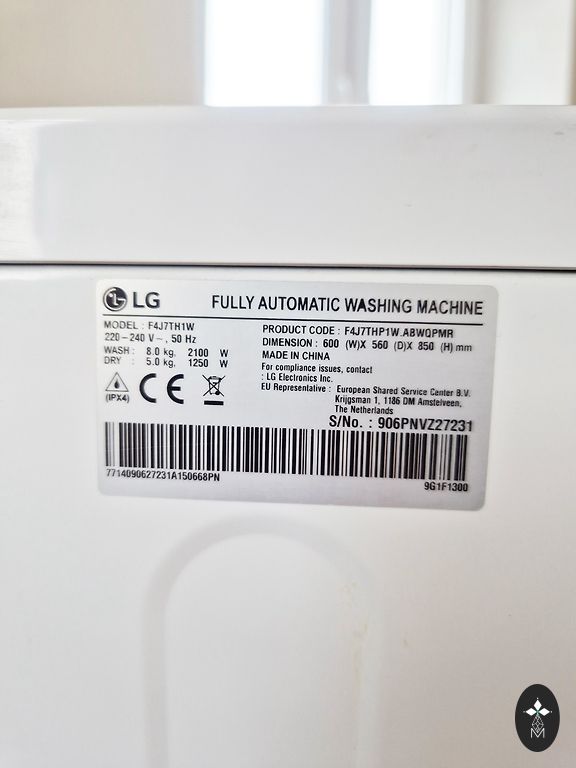 LG FULLY AUTOMATIC WASHING MACHINE
MODEL : F4J7TH1W
220-240 V~, 50 Hz
WASH : 8.0 kg, 2100 W
DRY : 5.0 kg, 1250 W
(IPX4)
CE
PRODUCT CODE : F4J7THP1W.ABWQPMR
DIMENSION : 600 (W)X 560 (D)X 850 (H) mm
MADE IN CHINA
For compliance issues, contact
: LG Electronics Inc.
EU Representative : European Shared Service Center B.V.
Krijgsman 1, 1186 DM Amstelveen,
The Netherlands
S/No. : 906PNVZ27231
7714090627231A150668PN
9G1F1300
M